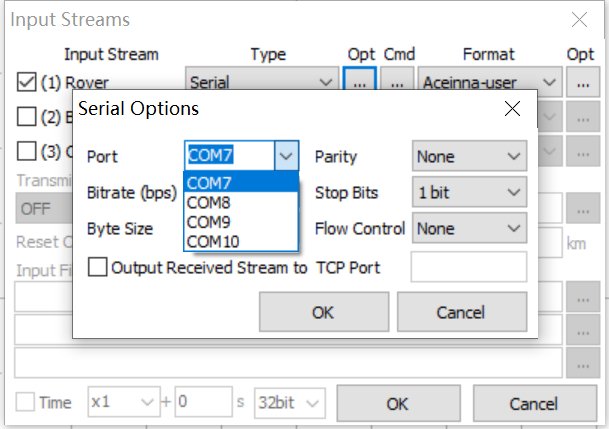 Input Streams
Input Stream Type Opt Cmd Format Opt
(1) Rover Serial ... ... Aceinna-user ...
Serial Options
(2) B ...
(3) C ...
Port COM7 Parity None
COM7
COM8
COM9
COM10
Bitrate (bps) Stop Bits 1 bit
Byte Size Flow Control None
Output Received Stream to TCP Port
OK Cancel
Transmi
OFF ...
Reset C km
Input Fi
...
...
...
Time x1 + 0 s 32bit OK Cancel